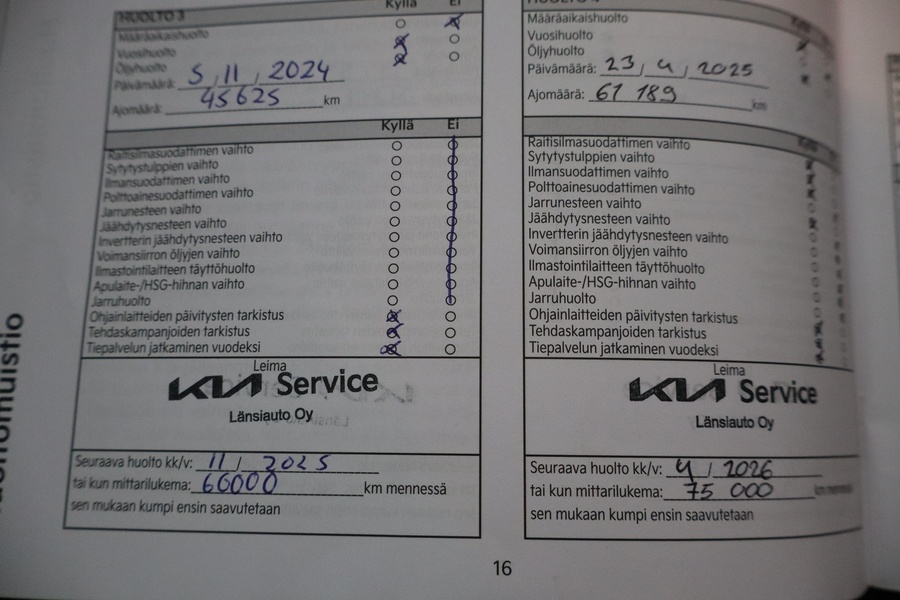 Kyllä Ei
HUOLTO 3
Määräaikaishuolto
Vuosihuolto
Öljyhuolto
Päivämäärä: 5 / 11 / 2024
Ajomäärä: 45625 km
Kyllä Ei
Raitisilmasuodattimen vaihto
Sytytystulppien vaihto
Ilmansuodattimen vaihto
Polttoainesuodattimen vaihto
Jarrunesteen vaihto
Jäähdytysnesteen vaihto
Invertterin jäähdytysnesteen vaihto
Voimansiirron öljyjen vaihto
Ilmastointilaitteen täyttöhuolto
Apulaite-/HSG-hihnan vaihto
Jarruhuolto
Ohjainlaitteiden päivitysten tarkistus
Tehdaskampanjoiden tarkistus
Tiepalvelun jatkaminen vuodeksi
Leima
KIA Service
Länsiauto Oy
Seuraava huolto kk/v: 11 / 2025
tai kun mittarilukema: 60000 km mennessä
sen mukaan kumpi ensin saavutetaan
Määräaikaishuolto
Vuosihuolto
Öljyhuolto
Päivämäärä: 23 / 4 / 2025
Ajomäärä: 61 189 km
Raitisilmasuodattimen vaihto
Sytytystulppien vaihto
Ilmansuodattimen vaihto
Polttoainesuodattimen vaihto
Jarrunesteen vaihto
Jäähdytysnesteen vaihto
Invertterin jäähdytysnesteen vaihto
Voimansiirron öljyjen vaihto
Ilmastointilaitteen täyttöhuolto
Apulaite-/HSG-hihnan vaihto
Jarruhuolto
Ohjainlaitteiden päivitysten tarkistus
Tehdaskampanjoiden tarkistus
Tiepalvelun jatkaminen vuodeksi
Leima
KIA Service
Länsiauto Oy
Seuraava huolto kk/v: 4 / 2026
tai kun mittarilukema: 75 000 km mennessä
sen mukaan kumpi ensin saavutetaan
16